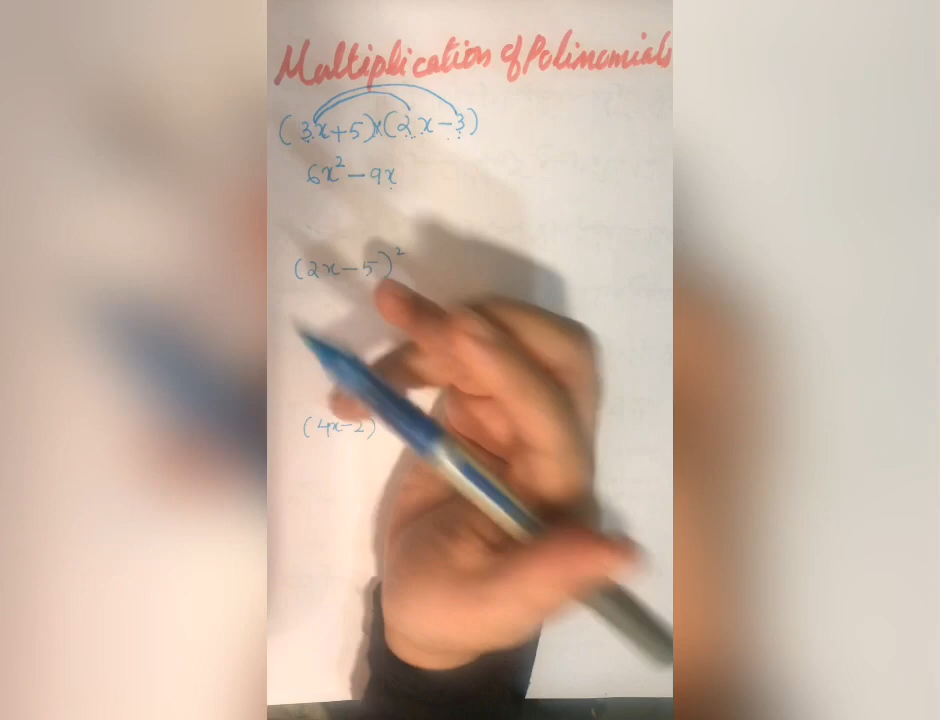 Multiplication of Polinomials
(3x+5)×(2x-3)
6x²-9x
(2x-5)²
(4x-2)